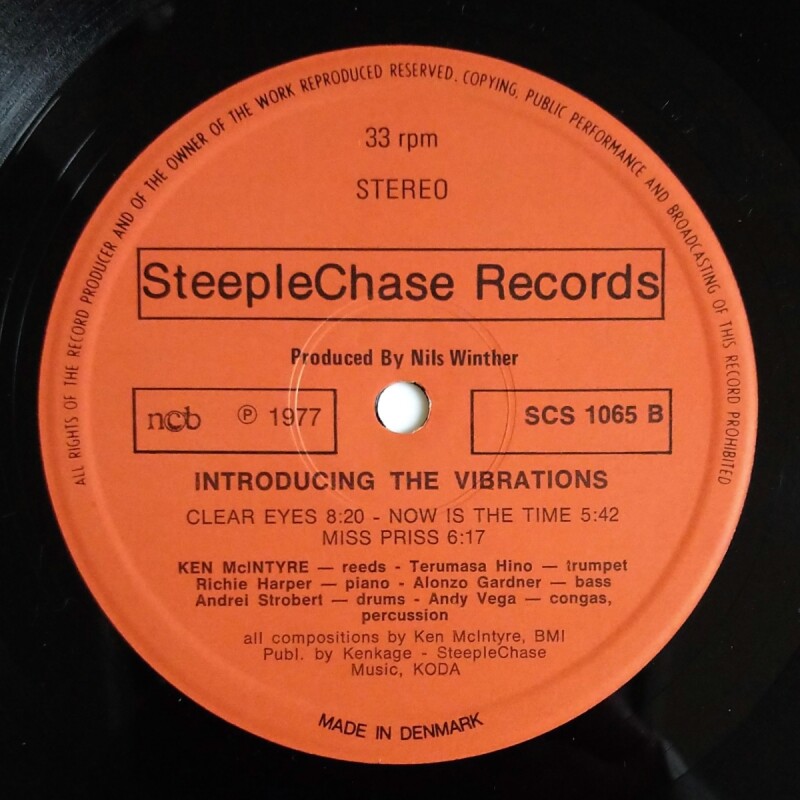 ALL RIGHTS OF THE RECORD PRODUCER AND OF THE OWNER OF THE WORK REPRODUCED RESERVED. COPYING, PUBLIC PERFORMANCE AND BROADCASTING OF THIS RECORD PROHIBITED
33 rpm
STEREO
SteepleChase Records
Produced By Nils Winther
ncb ℗ 1977
SCS 1065 B
INTRODUCING THE VIBRATIONS
CLEAR EYES 8:20 - NOW IS THE TIME 5:42
MISS PRISS 6:17
KEN McINTYRE — reeds - Terumasa Hino — trumpet
Richie Harper — piano - Alonzo Gardner — bass
Andrei Strobert — drums - Andy Vega — congas,
percussion
all compositions by Ken McIntyre, BMI
Publ. by Kenkage - SteepleChase
Music, KODA
MADE IN DENMARK